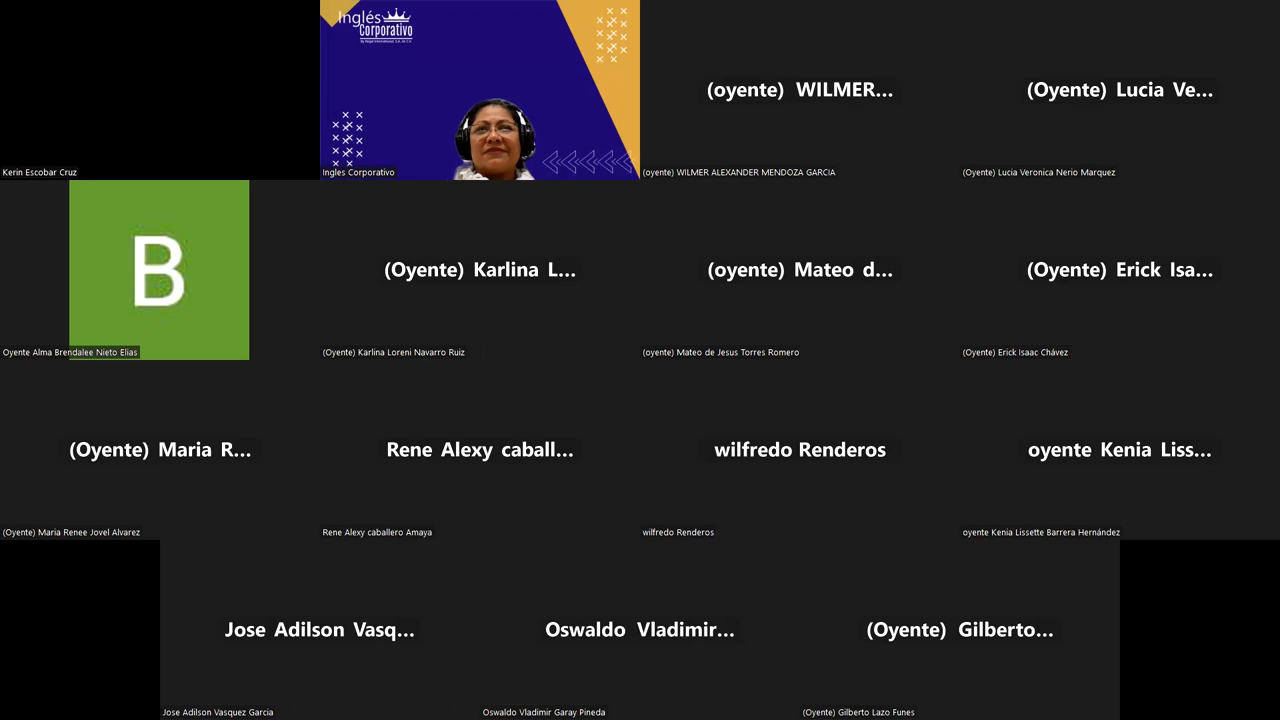 Inglés
Corporativo
Kerin Escobar Cruz
Ingles Corporativo
(oyente) WILMER...
(oyente) WILMER ALEXANDER MENDOZA GARCIA
(Oyente) Lucia Ve...
(Oyente) Lucia Veronica Nerio Marquez
B
Oyente Alma Brendalee Nieto Elias
(Oyente) Karlina L...
(Oyente) Karlina Loreni Navarro Ruiz
(oyente) Mateo d...
(oyente) Mateo de Jesus Torres Romero
(Oyente) Erick Isa...
(Oyente) Erick Isaac Chávez
(Oyente) Maria R...
(Oyente) Maria Renee Jovel Alvarez
Rene Alexy caball...
Rene Alexy caballero Amaya
wilfredo Renderos
wilfredo Renderos
oyente Kenia Liss...
oyente Kenia Lissette Barrera Hernández
Jose Adilson Vasq...
Jose Adilson Vasquez Garcia
Oswaldo Vladimir...
Oswaldo Vladimir Garay Pineda
(Oyente) Gilberto...
(Oyente) Gilberto Lazo Funes